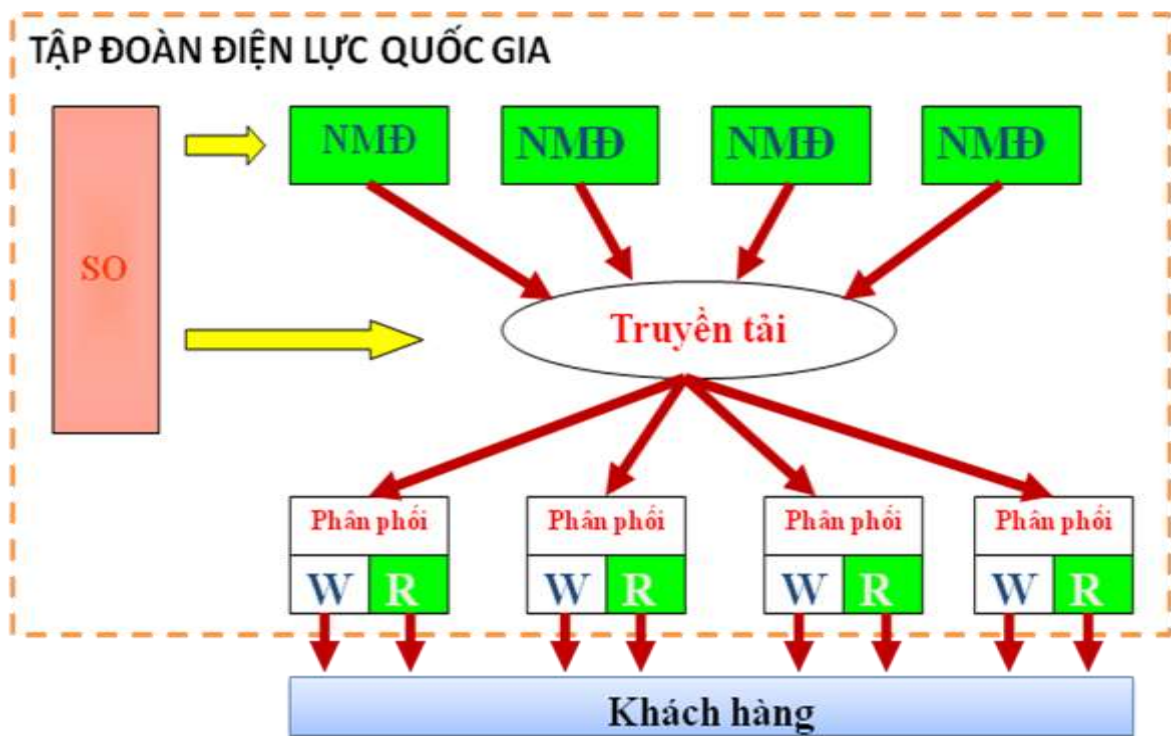 TẬP ĐOÀN ĐIỆN LỰC QUỐC GIA
NMĐ NMĐ NMĐ NMĐ
SO
Truyền tải
Phân phối Phân phối Phân phối Phân phối
W R W R W R W R
Khách hàng